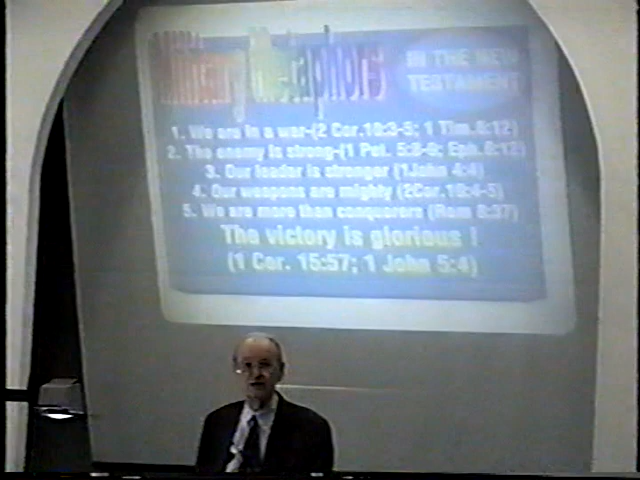 Military Metaphors
IN THE NEW
TESTAMENT
1. We are in a war-(2 Cor.10:3-5; 1 Tim.6:12)
2. The enemy is strong-(1 Pet. 5:8-9; Eph.6:12)
3. Our leader is stronger (1John 4:4)
4. Our weapons are mighty (2Cor.10:4-5)
5. We are more than conquerors (Rom 8:37)
The victory is glorious !
(1 Cor. 15:57; 1 John 5:4)